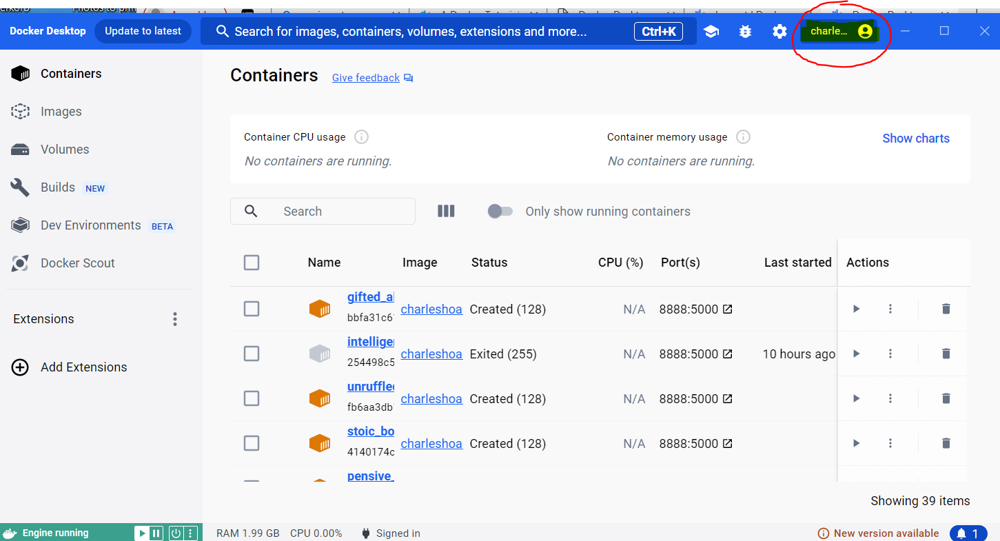 Docker Desktop Update to latest Search for images, containers, volumes, extensions and more... Ctrl+K charle...
Containers
Images
Volumes
Builds NEW
Dev Environments BETA
Docker Scout
Extensions
Add Extensions
Containers Give feedback
Container CPU usage
No containers are running.
Container memory usage
No containers are running.
Show charts
Search
Only show running containers
Name Image Status CPU (%) Port(s) Last started Actions
gifted_a
charleshoa Created (128) N/A 8888:5000
bbfa31c6
intellige
charleshoa Exited (255) N/A 8888:5000 10 hours ago
254498c5
unruffle
charleshoa Created (128) N/A 8888:5000
fb6aa3db
stoic_bo
charleshoa Created (128) N/A 8888:5000
4140174c
pensive_
Showing 39 items
Engine running RAM 1.99 GB CPU 0.00% Signed in New version available 1